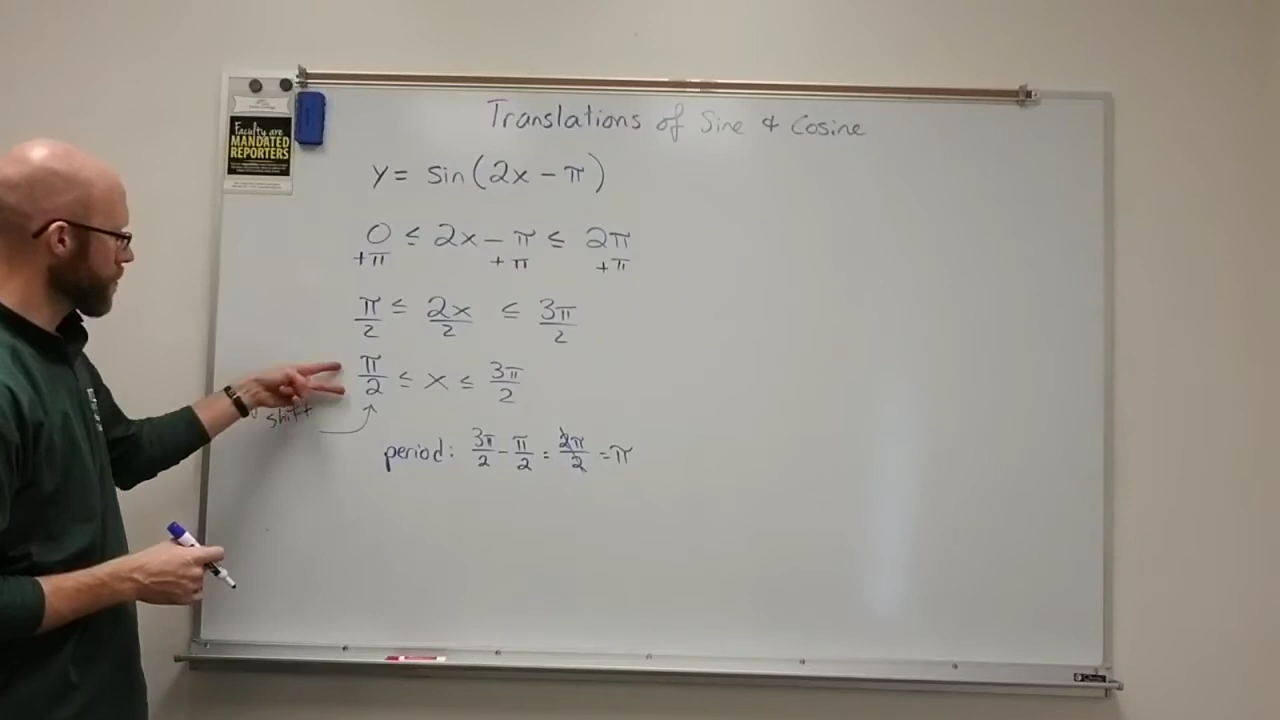 Faculty are
MANDATED
REPORTERS
Translations of Sine & Cosine
y = sin(2x - π)
0 ≤ 2x - π ≤ 2π
+π +π +π
π/2 ≤ 2x/2 ≤ 3π/2
π/2 ≤ x ≤ 3π/2
shift
period: 3π/2 - π/2 = 2π/2 = π